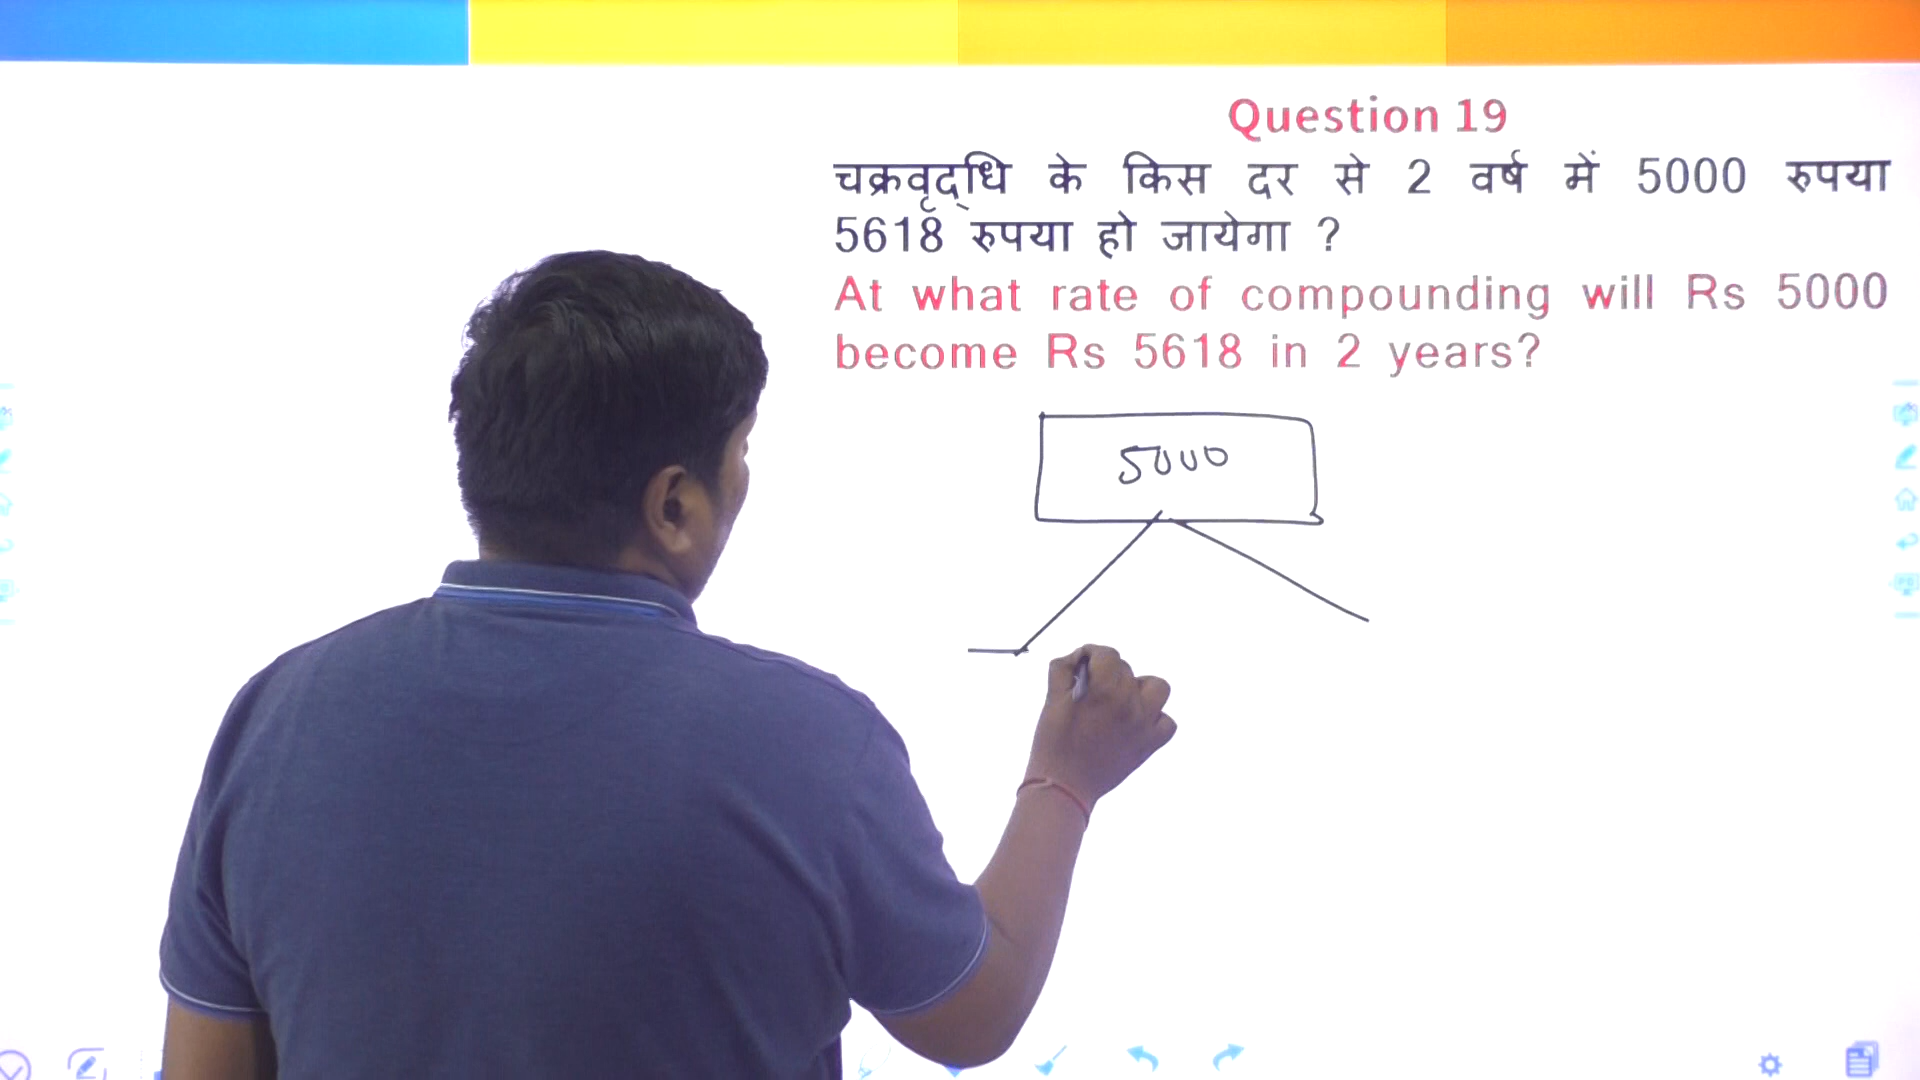 Question 19
चक्रवृद्धि के किस दर से 2 वर्ष में 5000 रुपया
5618 रुपया हो जायेगा ?
At what rate of compounding will Rs 5000
become Rs 5618 in 2 years?
5000